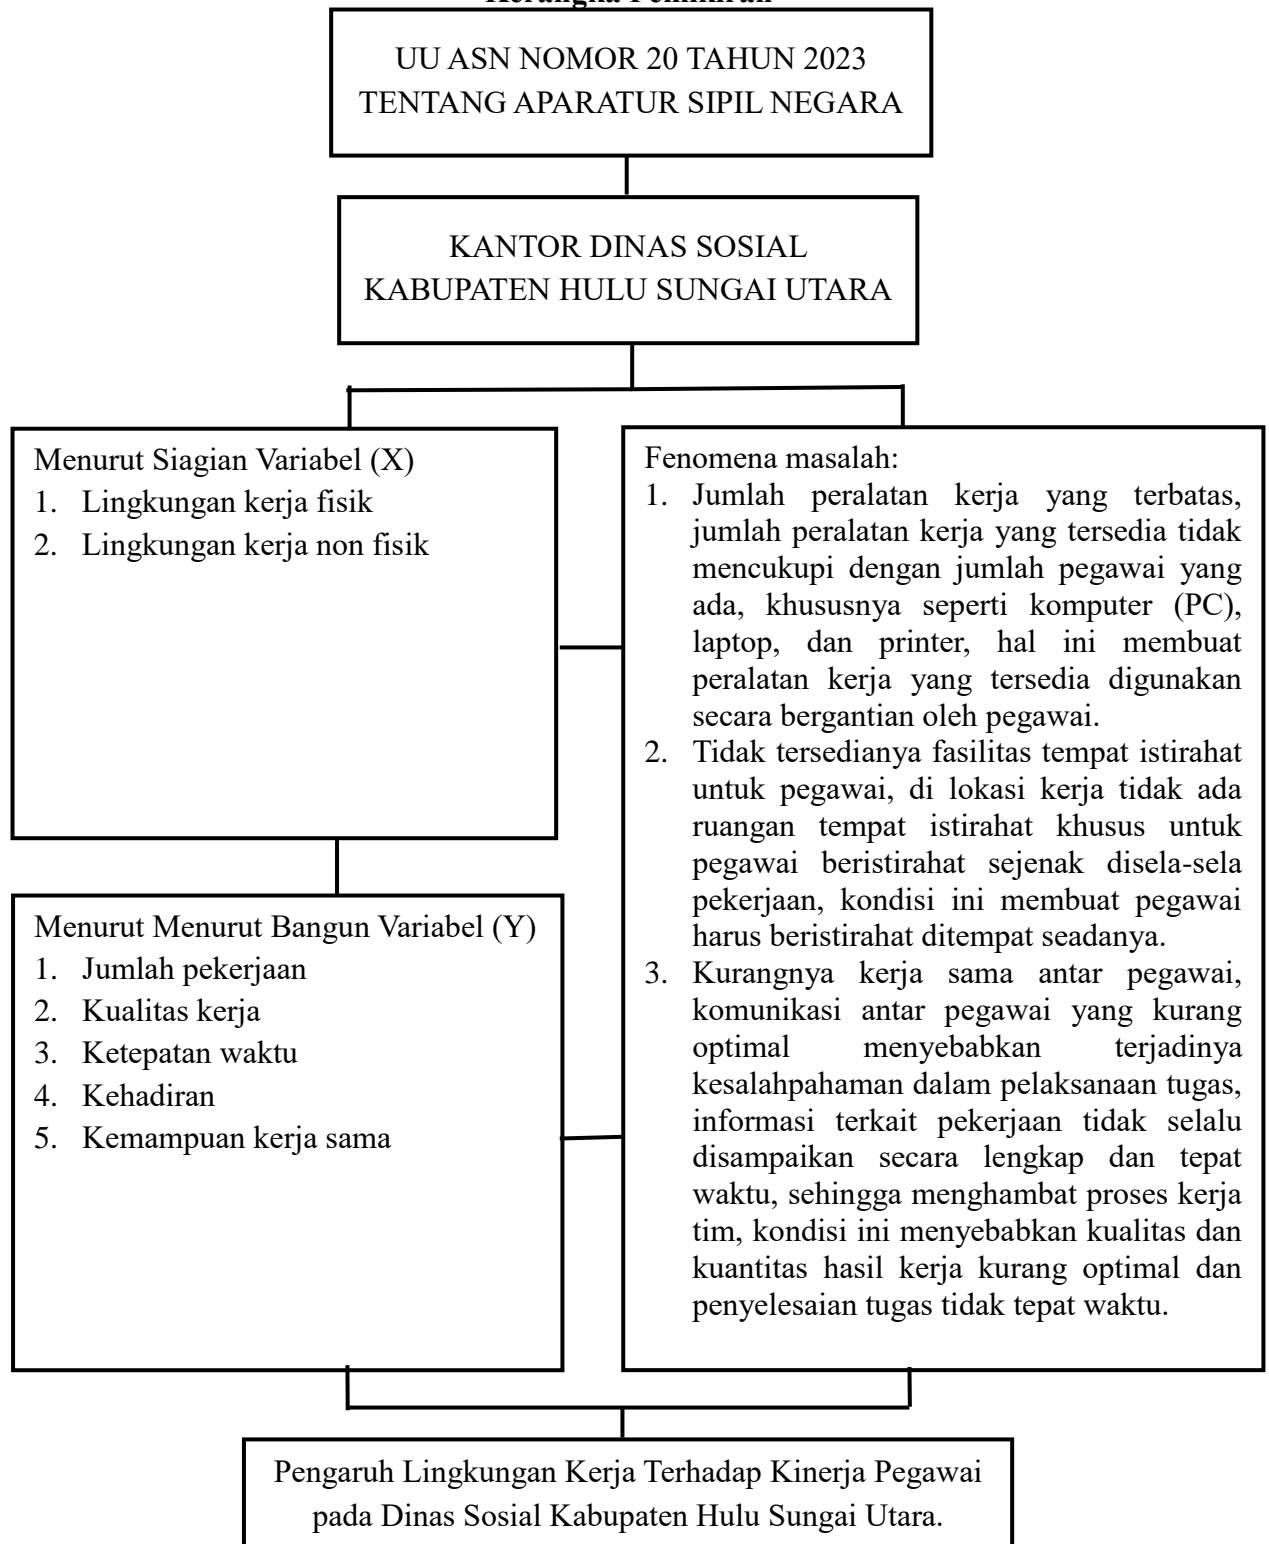 Kerangka Pemikiran
UU ASN NOMOR 20 TAHUN 2023
TENTANG APARATUR SIPIL NEGARA
KANTOR DINAS SOSIAL
KABUPATEN HULU SUNGAI UTARA
Menurut Siagian Variabel (X)
1. Lingkungan kerja fisik
2. Lingkungan kerja non fisik
Menurut Menurut Bangun Variabel (Y)
1. Jumlah pekerjaan
2. Kualitas kerja
3. Ketepatan waktu
4. Kehadiran
5. Kemampuan kerja sama
Fenomena masalah:
1. Jumlah peralatan kerja yang terbatas,
jumlah peralatan kerja yang tersedia tidak
mencukupi dengan jumlah pegawai yang
ada, khususnya seperti komputer (PC),
laptop, dan printer, hal ini membuat
peralatan kerja yang tersedia digunakan
secara bergantian oleh pegawai.
2. Tidak tersedianya fasilitas tempat istirahat
untuk pegawai, di lokasi kerja tidak ada
ruangan tempat istirahat khusus untuk
pegawai beristirahat sejenak disela-sela
pekerjaan, kondisi ini membuat pegawai
harus beristirahat ditempat seadanya.
3. Kurangnya kerja sama antar pegawai,
komunikasi antar pegawai yang kurang
optimal menyebabkan terjadinya
kesalahpahaman dalam pelaksanaan tugas,
informasi terkait pekerjaan tidak selalu
disampaikan secara lengkap dan tepat
waktu, sehingga menghambat proses kerja
tim, kondisi ini menyebabkan kualitas dan
kuantitas hasil kerja kurang optimal dan
penyelesaian tugas tidak tepat waktu.
Pengaruh Lingkungan Kerja Terhadap Kinerja Pegawai
pada Dinas Sosial Kabupaten Hulu Sungai Utara.